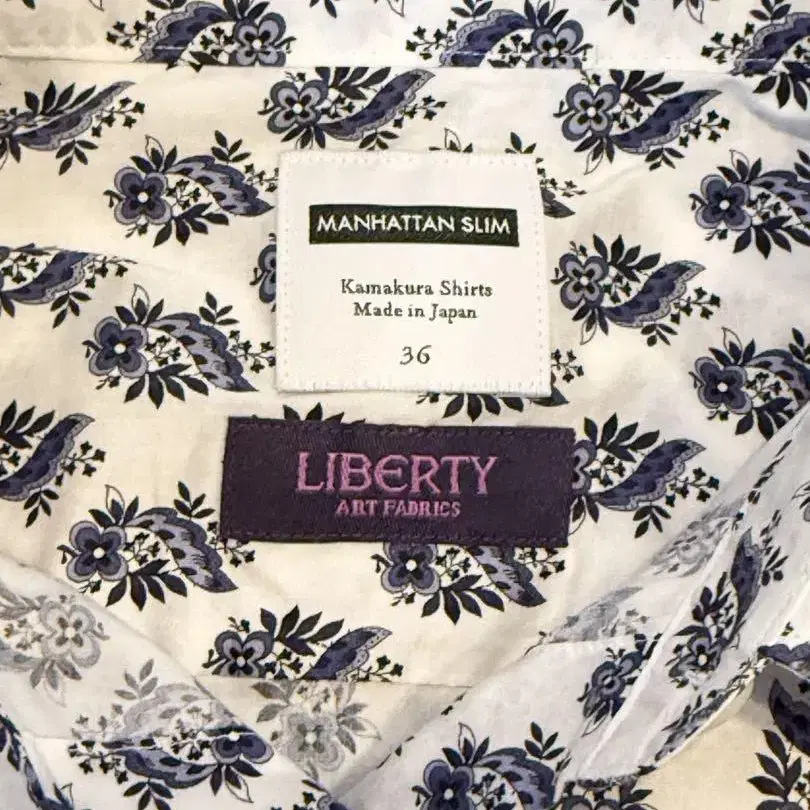 MANHATTAN SLIM
Kamakura Shirts
Made in Japan
36
LIBERTY
ART FABRICS